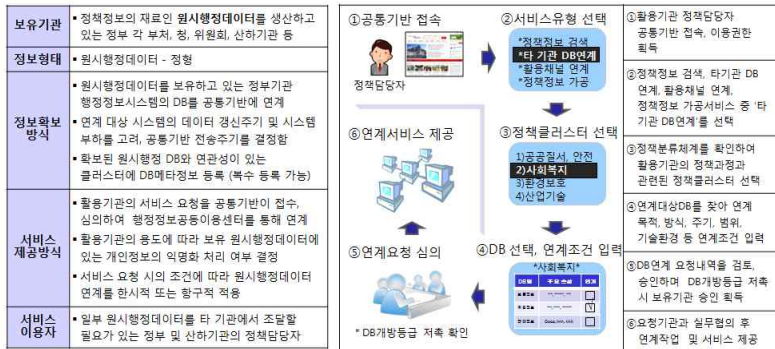 보유기관
▪ 정책정보의 재료인 원시행정데이터를 생산하고
있는 정부 각 부처, 청, 위원회, 산하기관 등
정보형태
▪ 원시행정데이터 - 정형
정보확보
방식
▪ 원시행정데이터를 보유하고 있는 정부기관
행정정보시스템의 DB를 공통기반에 연계
▪ 연계 대상 시스템의 데이터 갱신주기 및 시스템
부하를 고려, 공통기반 전송주기를 결정함
▪ 확보된 원시행정 DB와 연관성이 있는
클러스터에 DB메타정보 등록 (복수 등록 가능)
서비스
제공방식
▪ 활용기관의 서비스 요청을 공통기반이 접수,
심의하여 행정정보공동이용센터를 통해 연계
▪ 활용기관의 용도에 따라 보유 원시행정데이터에
있는 개인정보의 익명화 처리 여부 결정
▪ 서비스 요청 시의 조건에 따라 원시행정데이터
연계를 한시적 또는 항구적 적용
서비스
이용자
▪ 일부 원시행정데이터를 타 기관에서 조달할
필요가 있는 정부 및 산하기관의 정책담당자
①공통기반 접속
정책담당자
②서비스유형 선택
*정책정보 검색
*타 기관 DB연계
*활용채널 연계
*정책정보 가공
③정책클러스터 선택
1)공공질서, 안전
2)사회복지
3)환경보호
4)산업기술
④DB 선택, 연계조건 입력
*사회복지*
DB명 주요 손성 연계
⑤연계요청 심의
* DB개방등급 저촉 확인
⑥연계서비스 제공
①활용기관 정책담당자
공통기반 접속, 이용권한
획득
②정책정보 검색, 타기관 DB
연계, 활용채널 연계,
정책정보 가공서비스 중 '타
기관 DB연계'를 선택
③정책분류체계를 확인하여
활용기관의 정책과정과
관련된 정책클러스터 선택
④연계대상DB를 찾아 연계
목적, 방식, 주기, 범위,
기술환경 등 연계조건 입력
⑤DB연계 요청내역을 검토,
승인하며 DB개방등급 저촉
시 보유기관 승인 획득
⑥요청기관과 실무협의 후
연계작업 및 서비스 제공